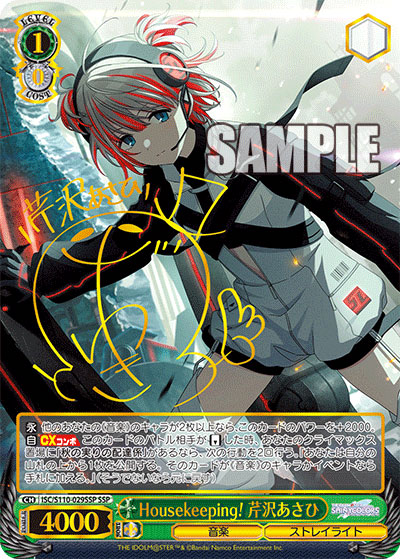 LEVEL
1
0
COST
SAMPLE
芹沢あさひ
永 他のあなたの《音楽》のキャラが2枚以上なら、このカードのパワーを+2000。
自 CXコンボ このカードのバトル相手が した時、あなたのクライマックス
置場に「秋の実りの配達猱」があるなら、次の行動を2回行う。『あなたは自分の
山札の上から1枚を公開する。そのカードが《音楽》のキャラかイベントなら
手札に加える。』(そうでないなら元に戻す)
ISC/S110-029SSP SSP
POWER
4000
SOUL
Housekeeping! 芹沢あさひ
SHINYCOLORS
音楽
ストレイライト
THE IDOLM@STER™ & ©Bandai Namco Entertainment Inc.